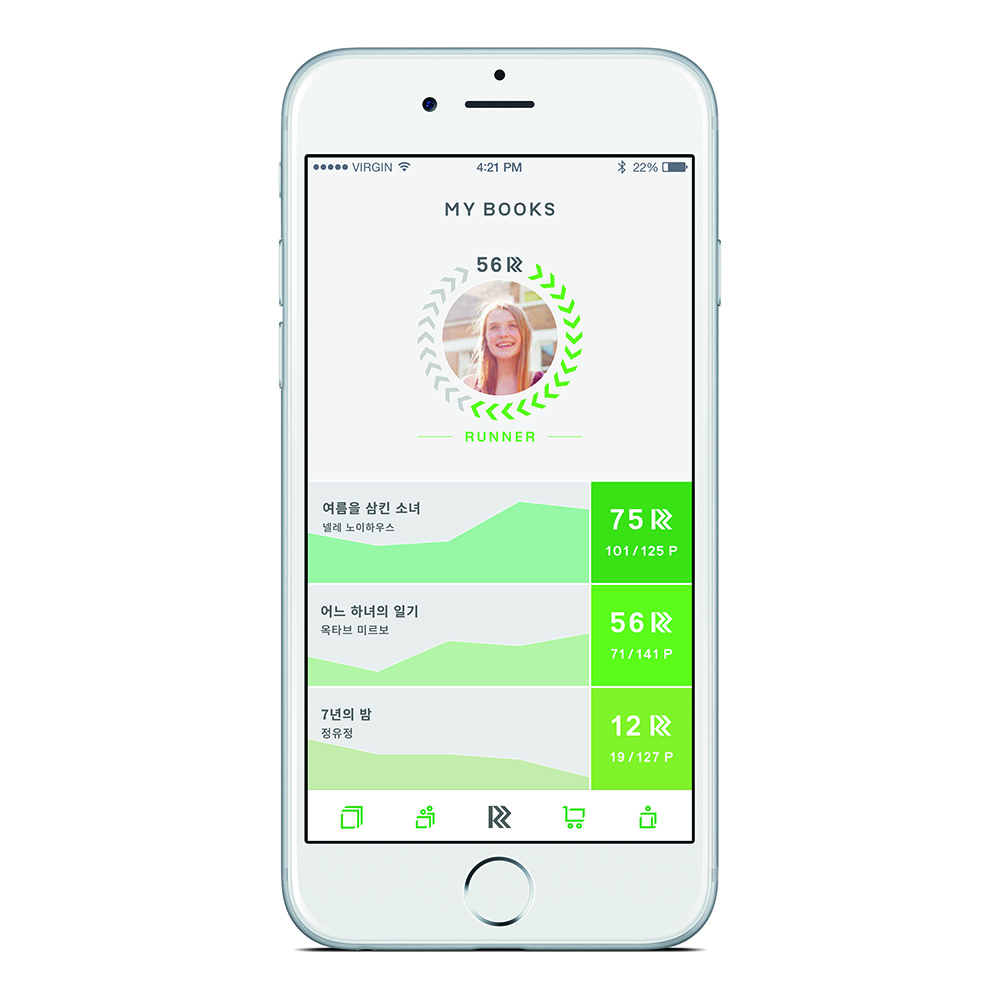 VIRGIN
4:21 PM
22%
MY BOOKS
56
RUNNER
여름을 삼킨 소녀
넬레 노이하우스
75
101 / 125 P
어느 하녀의 일기
옥타브 미르보
56
71 / 141 P
7년의 밤
정유정
12
19 / 127 P